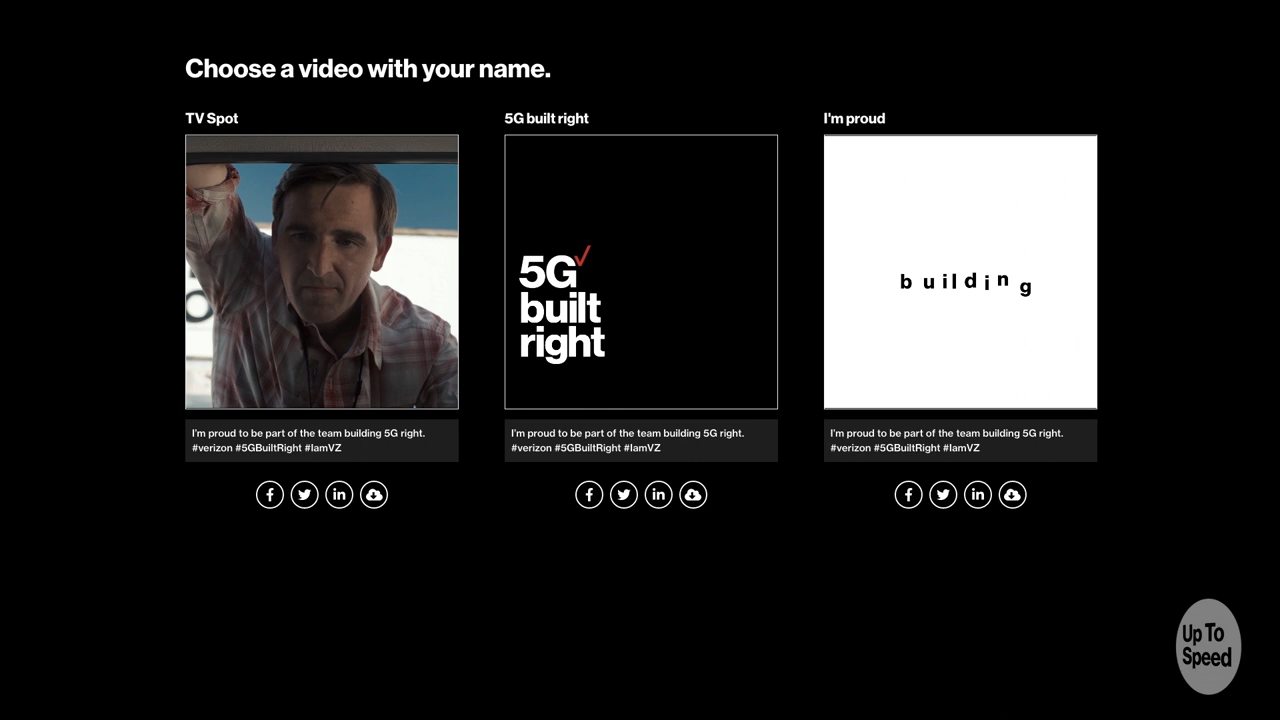 Choose a video with your name.
TV Spot
5G built right
I'm proud
5G
built
right
building
I'm proud to be part of the team building 5G right.
#verizon #5GBuiltRight #IamVZ
I'm proud to be part of the team building 5G right.
#verizon #5GBuiltRight #IamVZ
I'm proud to be part of the team building 5G right.
#verizon #5GBuiltRight #IamVZ
Up To
Speed